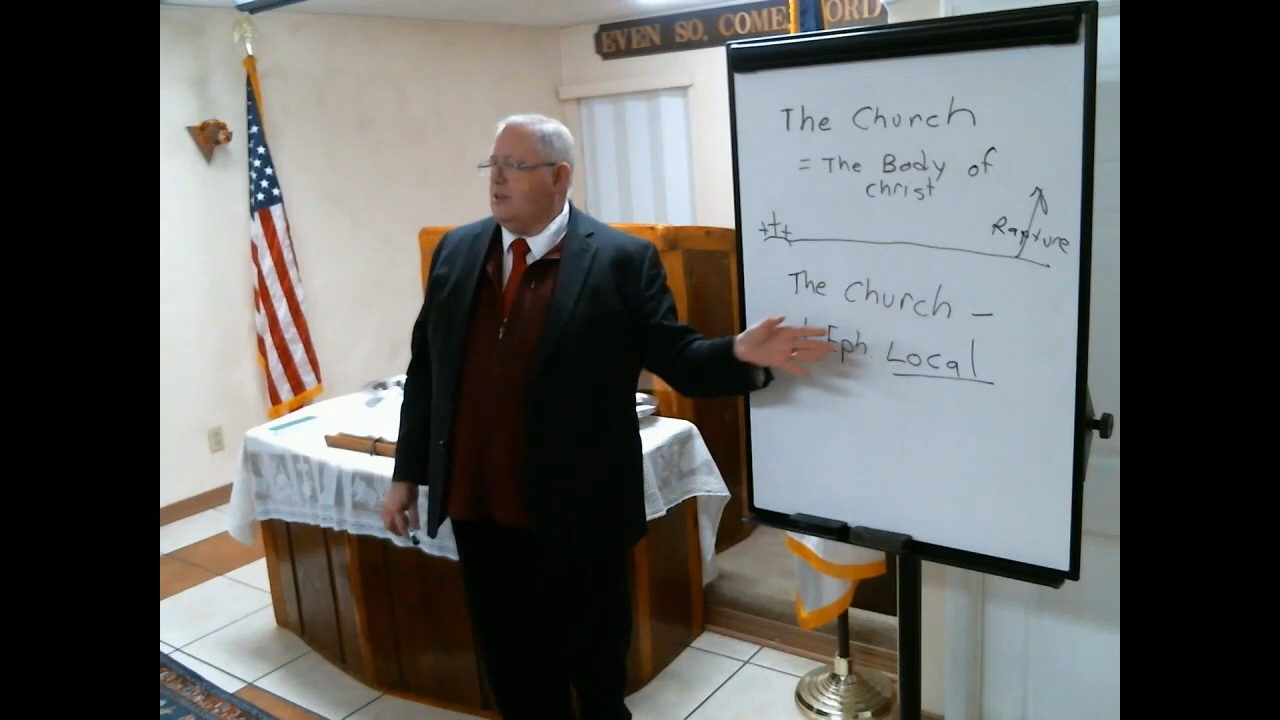 EVEN SO, COME, ORD
The Church
= The Body of
Christ
Rapture
The Church –
Eph Local